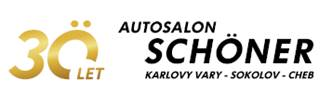 30 LET
AUTOSALON
SCHÖNER
KARLOVY VARY - SOKOLOV - CHEB